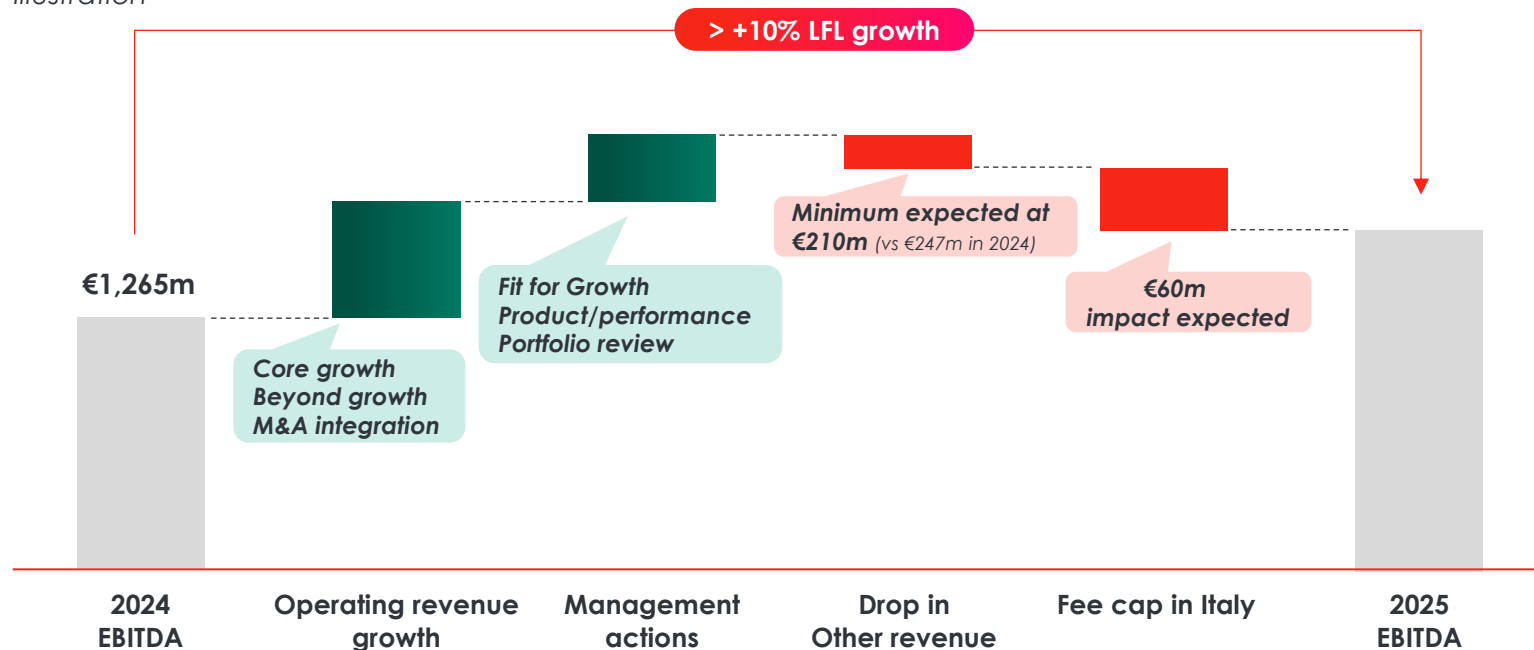 Illustration
> +10% LFL growth
€1,265m
Core growth
Beyond growth
M&A integration
Fit for Growth
Product/performance
Portfolio review
Minimum expected at
€210m (vs €247m in 2024)
€60m
impact expected
2024
EBITDA
Operating revenue
growth
Management
actions
Drop in
Other revenue
Fee cap in Italy
2025
EBITDA